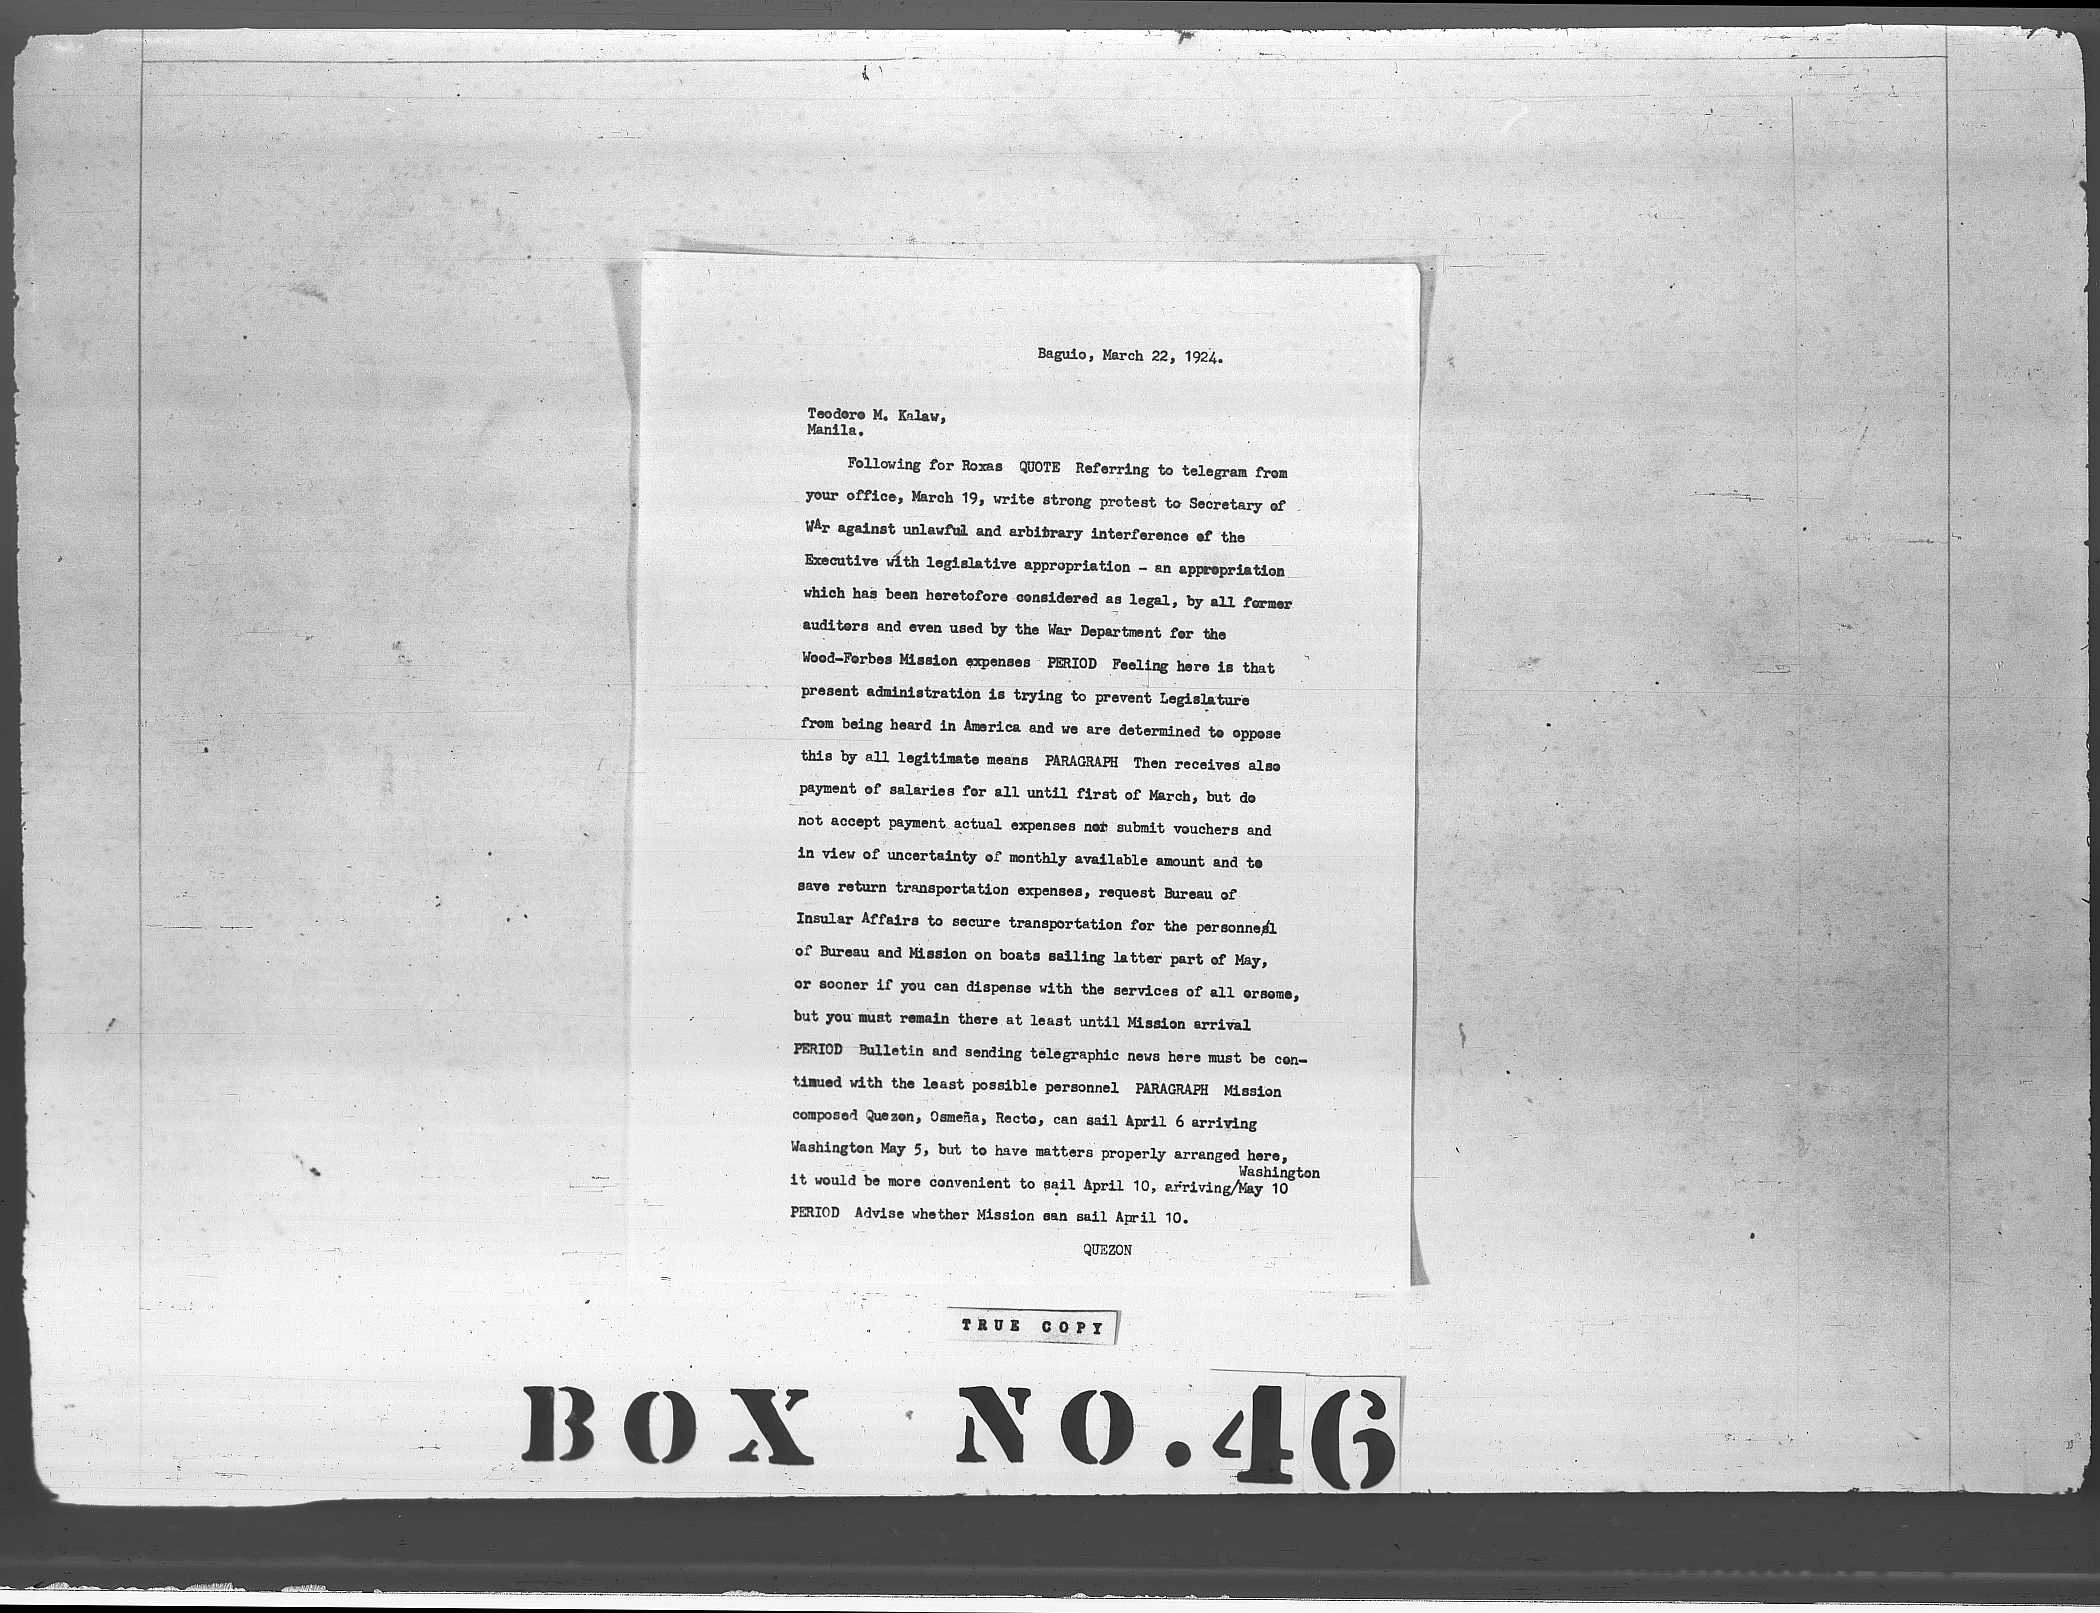 Baguio, March 22, 1924.
Teodoro M. Kalaw,
Manila.
Following for Roxas QUOTE Referring to telegram from
your office, March 19, write strong protest to Secretary of
WAr against unlawful and arbitrary interference of the
Executive with legislative appropriation - an appropriation
which has been heretofore considered as legal, by all former
auditors and even used by the War Department for the
Wood-Forbes Mission expenses PERIOD Feeling here is that
present administration is trying to prevent Legislature
from being heard in America and we are determined to oppose
this by all legitimate means PARAGRAPH Then receives also
payment of salaries for all until first of March, but do
not accept payment actual expenses nor submit vouchers and
in view of uncertainty of monthly available amount and to
save return transportation expenses, request Bureau of
Insular Affairs to secure transportation for the personnel
of Bureau and Mission on boats sailing latter part of May,
or sooner if you can dispense with the services of all orsome,
but you must remain there at least until Mission arrival
PERIOD Bulletin and sending telegraphic news here must be con-
tinued with the least possible personnel PARAGRAPH Mission
composed Quezon, Osmeña, Recto, can sail April 6 arriving
Washington May 5, but to have matters properly arranged here,
Washington
it would be more convenient to sail April 10, arriving/May 10
PERIOD Advise whether Mission can sail April 10.
QUEZON
TRUE COPY
BOX NO.46